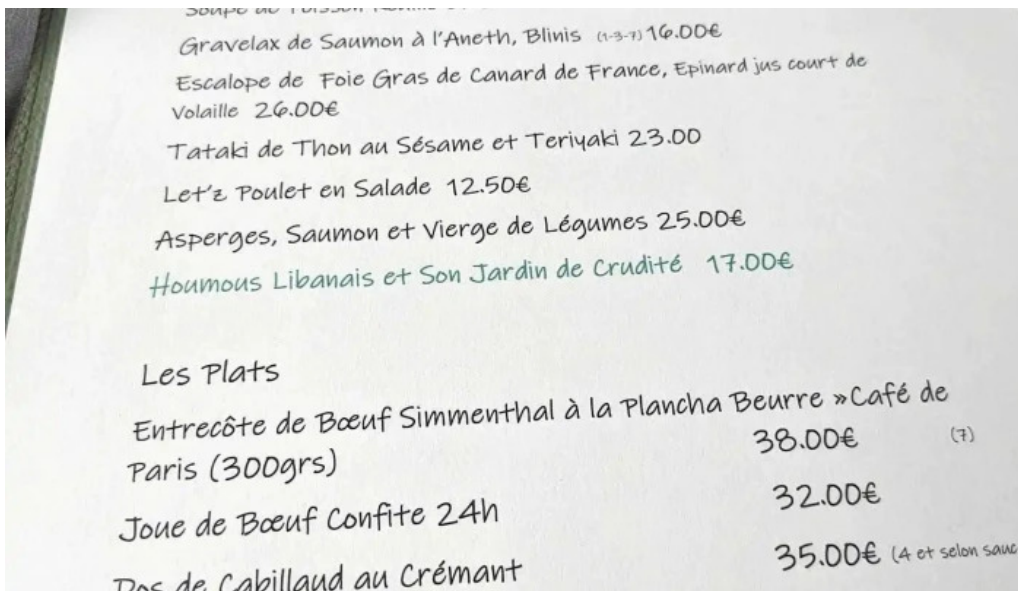 Gravelax de Saumon à l'Aneth, Blinis (1-3-7) 16.00€
Escalope de Foie Gras de Canard de France, Epinard jus court de
Volaille 26.00€
Tataki de Thon au Sésame et Teriyaki 23.00
Let'z Poulet en Salade 12.50€
Asperges, Saumon et Vierge de Légumes 25.00€
Houmous Libanais et Son Jardin de Crudité 17.00€
Les Plats
Entrecôte de Bœuf Simmenthal à la Plancha Beurre »Café de
Paris (300grs) 38.00€ (7)
Joue de Bœuf Confite 24h 32.00€
Dos de Cabillaud au Crémant 35.00€ (4 et selon sauc